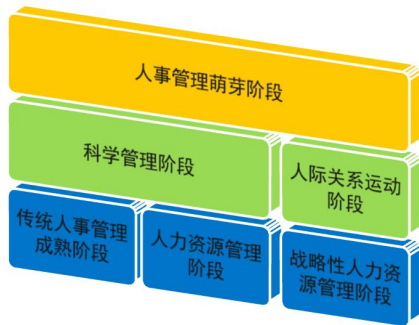 人事管理萌芽阶段
科学管理阶段
人际关系运动
阶段
传统人事管理
成熟阶段
人力资源管理
阶段
战略性人力资
源管理阶段